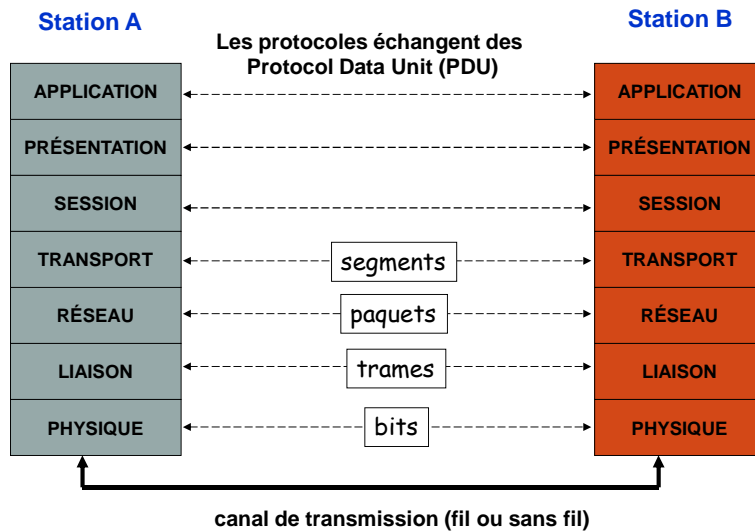 Station A
Station B
Les protocoles échangent des
Protocol Data Unit (PDU)
APPLICATION
APPLICATION
PRÉSENTATION
PRÉSENTATION
SESSION
SESSION
TRANSPORT
segments
TRANSPORT
RÉSEAU
paquets
RÉSEAU
LIAISON
trames
LIAISON
PHYSIQUE
bits
PHYSIQUE
canal de transmission (fil ou sans fil)